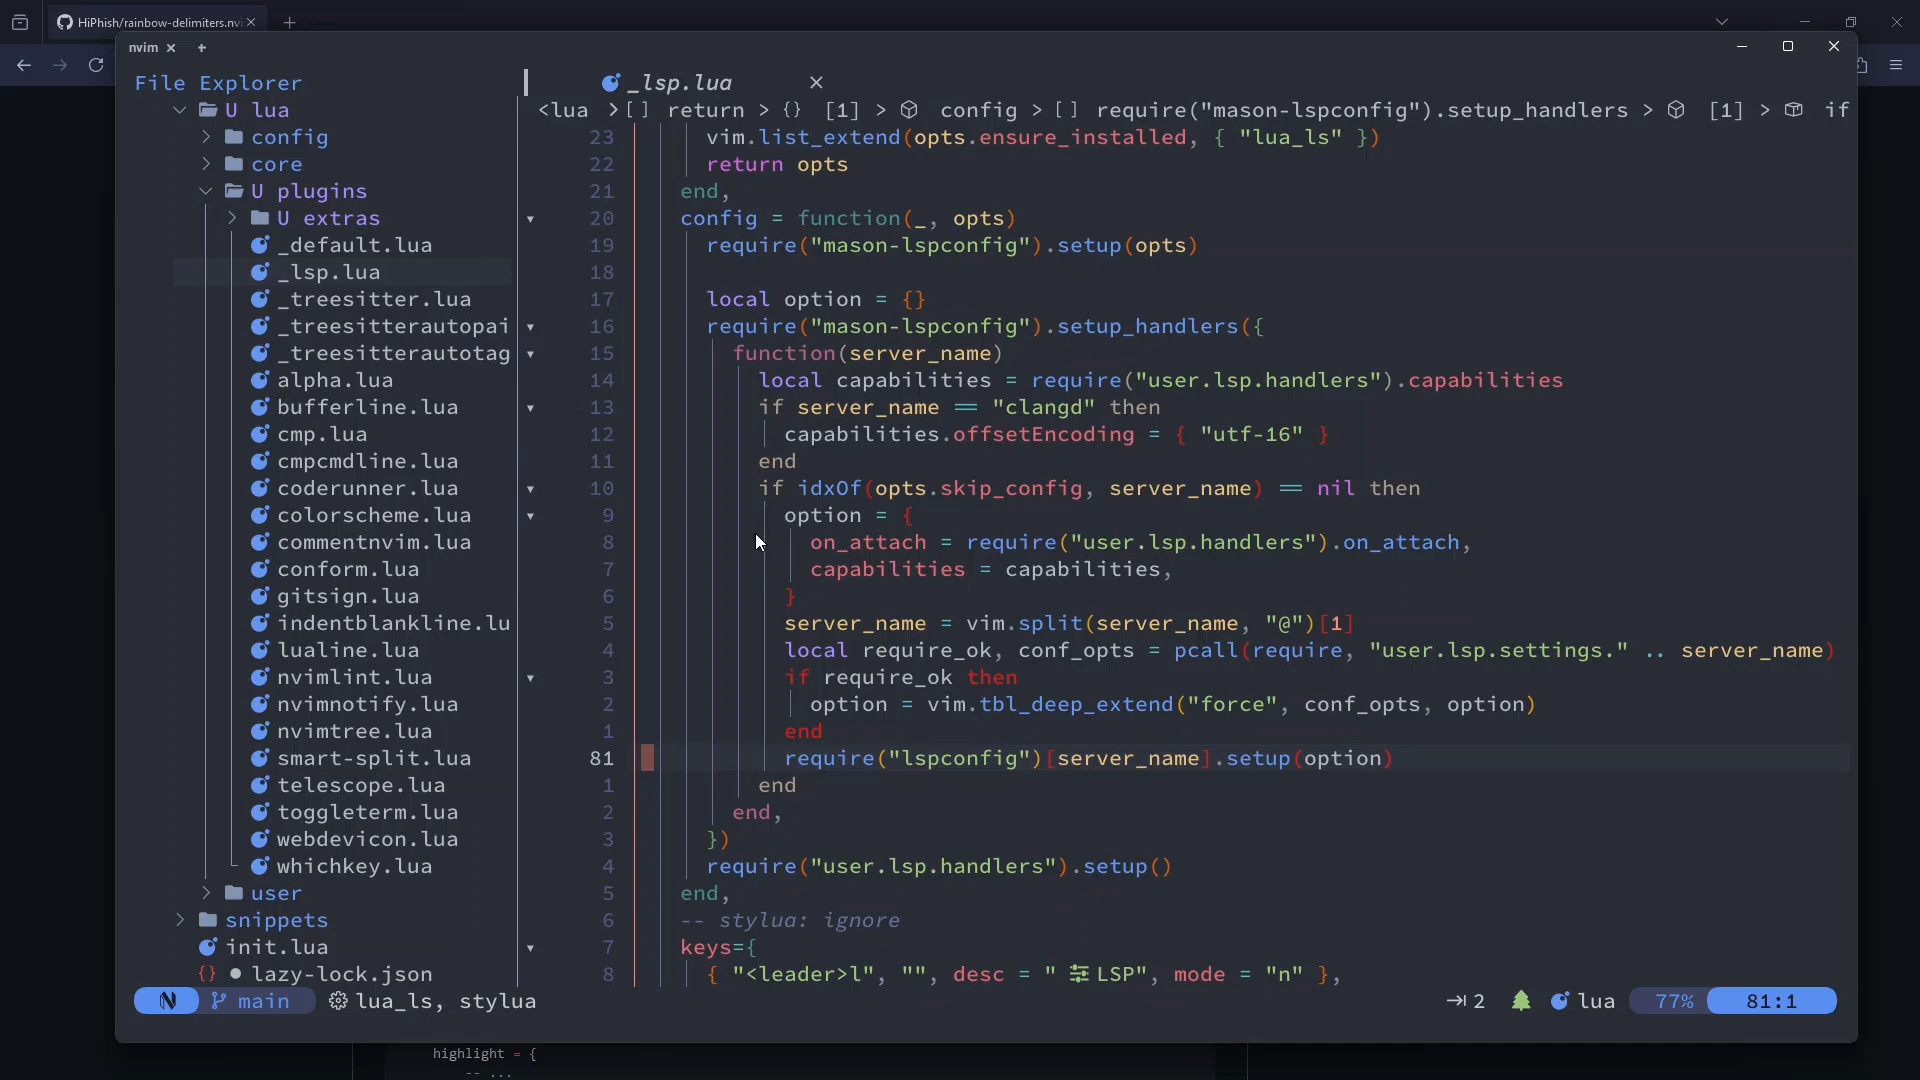 HiPhish/rainbow-delimiters.nvi
nvim
File Explorer
U lua
config
core
U plugins
U extras
_default.lua
_lsp.lua
_treesitter.lua
_treesitterautopai
_treesitterautotag
alpha.lua
bufferline.lua
cmp.lua
cmpcmdline.lua
coderunner.lua
colorscheme.lua
commentnvim.lua
conform.lua
gitsign.lua
indentblankline.lu
lualine.lua
nvimlint.lua
nvimnotify.lua
nvimtree.lua
smart-split.lua
telescope.lua
toggleterm.lua
webdevicon.lua
whichkey.lua
user
snippets
init.lua
{} ● lazy-lock.json
_lsp.lua
<lua >[] return > {} [1] > config > [] require("mason-lspconfig").setup_handlers > [1] > if
23 vim.list_extend(opts.ensure_installed, { "lua_ls" })
22 return opts
21 end,
20 config = function(_, opts)
19 require("mason-lspconfig").setup(opts)
18
17 local option = {}
16 require("mason-lspconfig").setup_handlers({
15 function(server_name)
14 local capabilities = require("user.lsp.handlers").capabilities
13 if server_name == "clangd" then
12 capabilities.offsetEncoding = { "utf-16" }
11 end
10 if idxOf(opts.skip_config, server_name) == nil then
9 option = {
8 on_attach = require("user.lsp.handlers").on_attach,
7 capabilities = capabilities,
6 }
5 server_name = vim.split(server_name, "@")[1]
4 local require_ok, conf_opts = pcall(require, "user.lsp.settings." .. server_name)
3 if require_ok then
2 option = vim.tbl_deep_extend("force", conf_opts, option)
1 end
81 require("lspconfig")[server_name].setup(option)
1 end
2 end,
3 })
4 require("user.lsp.handlers").setup()
5 end,
6 -- stylua: ignore
7 keys={
8 { "<leader>l", "", desc = " LSP", mode = "n" },
N main lua_ls, stylua
2 lua 77% 81:1
highlight = {
-- ...